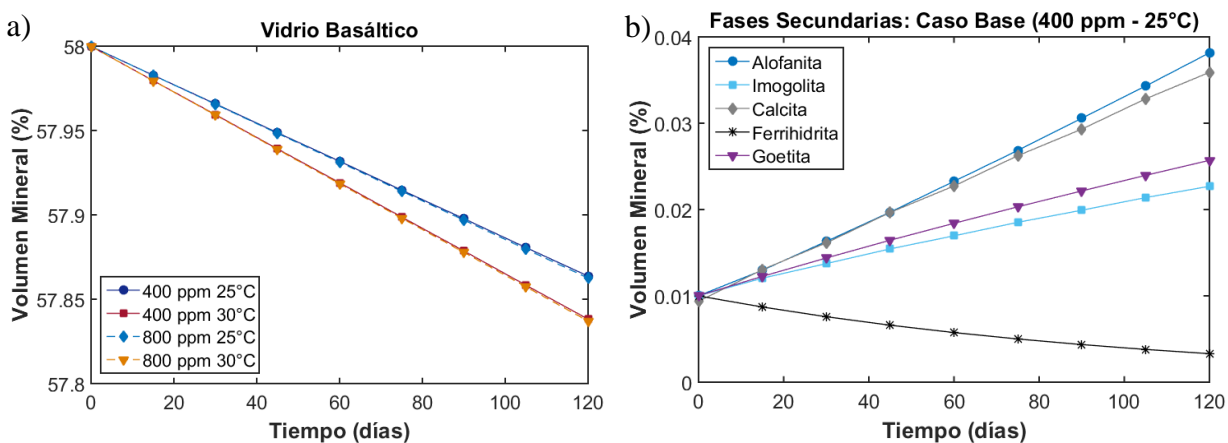 a)
Vidrio Basáltico
Volumen Mineral (%)
58
57.95
57.9
57.85
57.8
0
20
40
60
80
100
120
Tiempo (días)
400 ppm 25°C
400 ppm 30°C
800 ppm 25°C
800 ppm 30°C
b)
Fases Secundarias: Caso Base (400 ppm - 25°C)
Volumen Mineral (%)
0.04
0.03
0.02
0.01
0
0
20
40
60
80
100
120
Tiempo (días)
Alofanita
Imogolita
Calcita
Ferrihidrita
Goetita